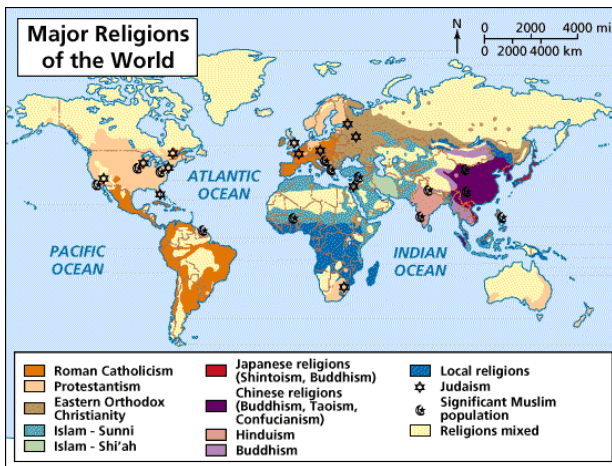 Major Religions
of the World
N
0 2000 4000 mi
0 2000 4000 km
ATLANTIC
OCEAN
PACIFIC
OCEAN
INDIAN
OCEAN
Roman Catholicism
Protestantism
Eastern Orthodox
Christianity
Islam - Sunni
Islam - Shi'ah
Japanese religions
(Shintoism, Buddhism)
Chinese religions
(Buddhism, Taoism,
Confucianism)
Hinduism
Buddhism
Local religions
Judaism
Significant Muslim
population
Religions mixed